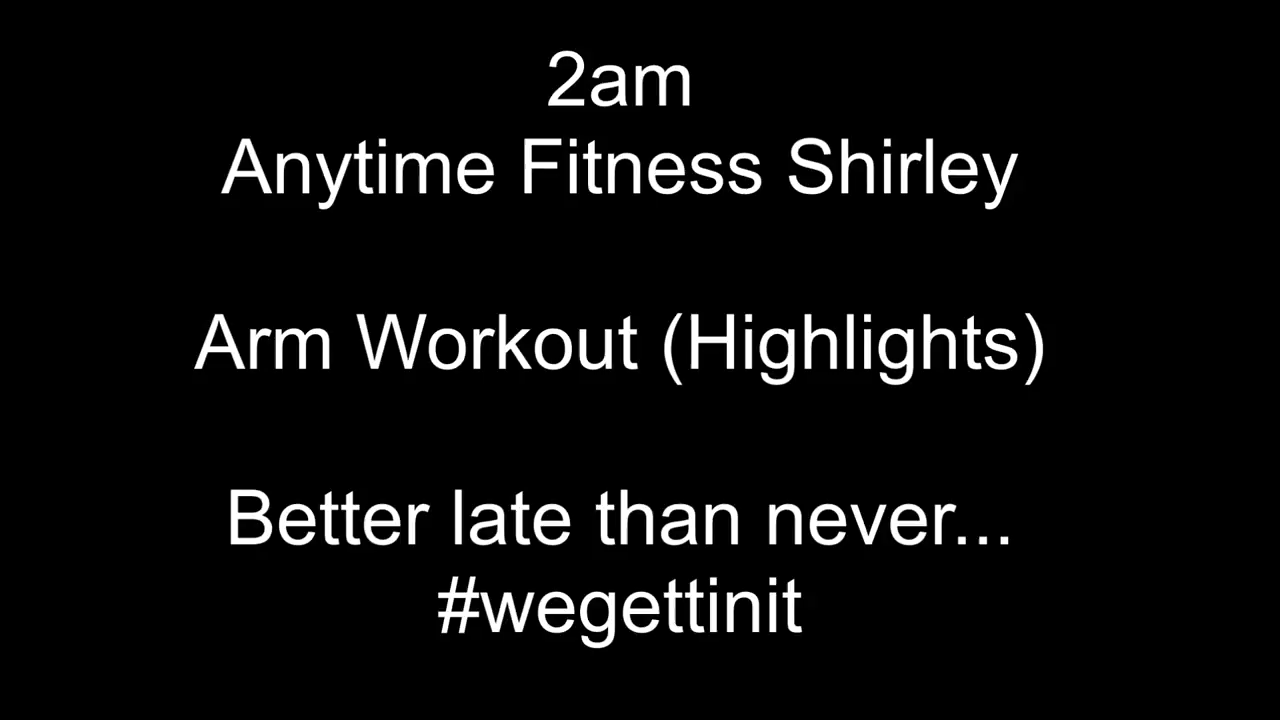 2am
Anytime Fitness Shirley
Arm Workout (Highlights)
Better late than never...
#wegettinit